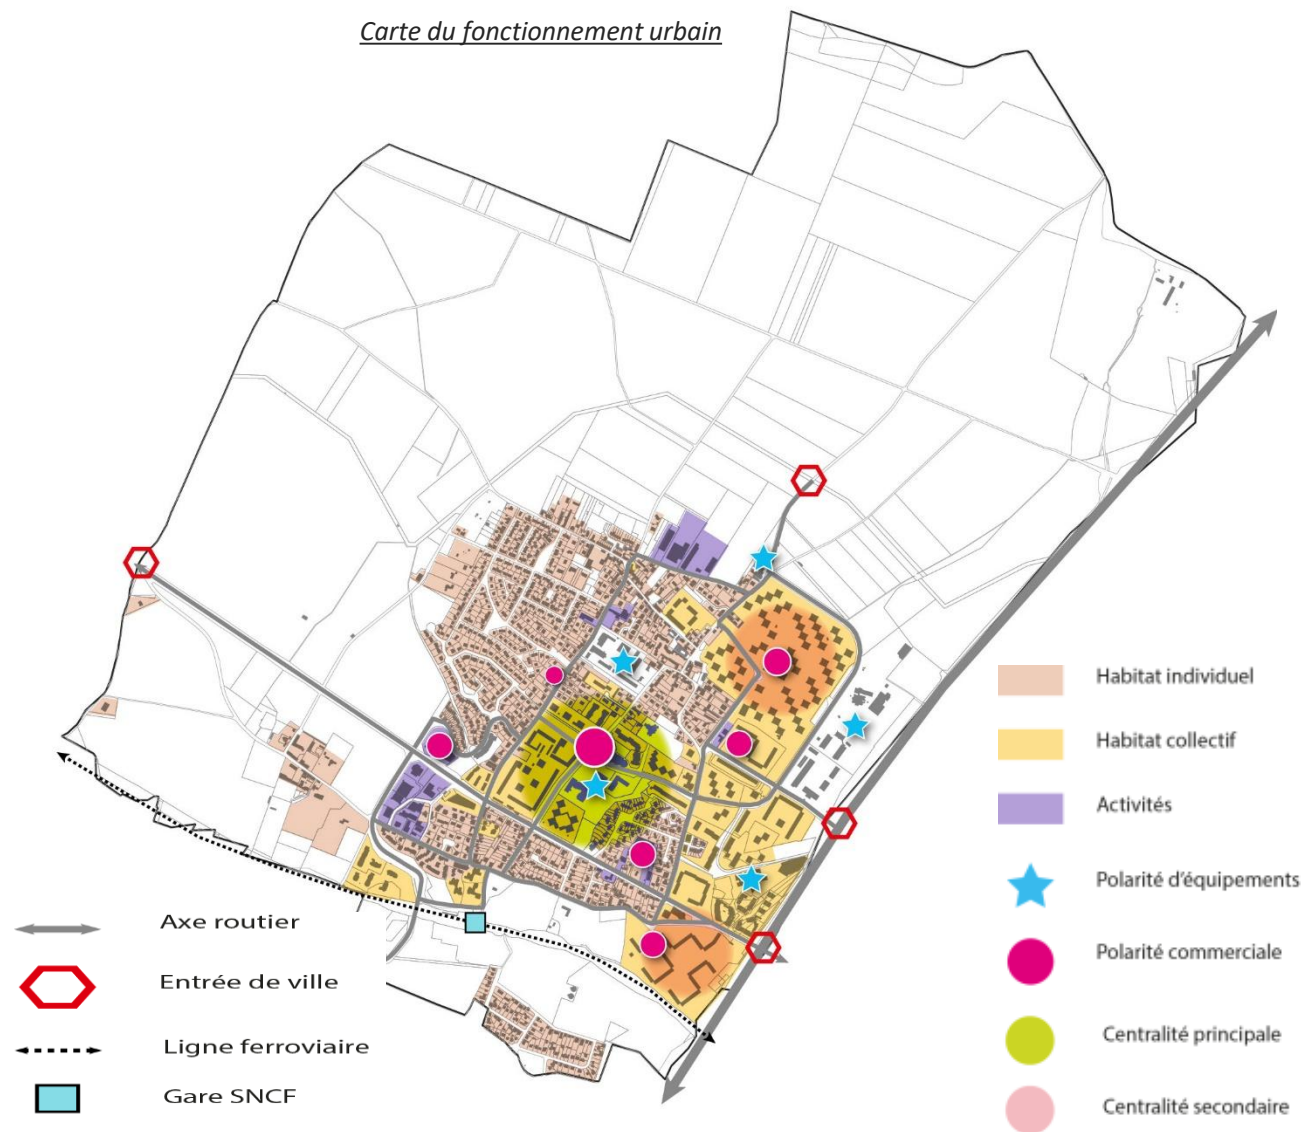 Carte du fonctionnement urbain
Habitat individuel
Habitat collectif
Activités
Polarité d'équipements
Polarité commerciale
Centralité principale
Centralité secondaire
Axe routier
Entrée de ville
Ligne ferroviaire
Gare SNCF